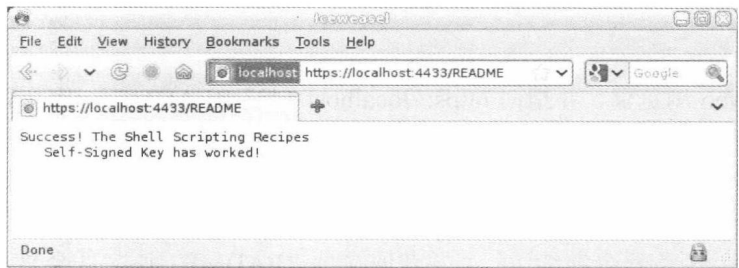 Iceweasel
File Edit View History Bookmarks Tools Help
localhost https://localhost:4433/README Google
https://localhost:4433/README
Success! The Shell Scripting Recipes
Self-Signed Key has worked!
Done